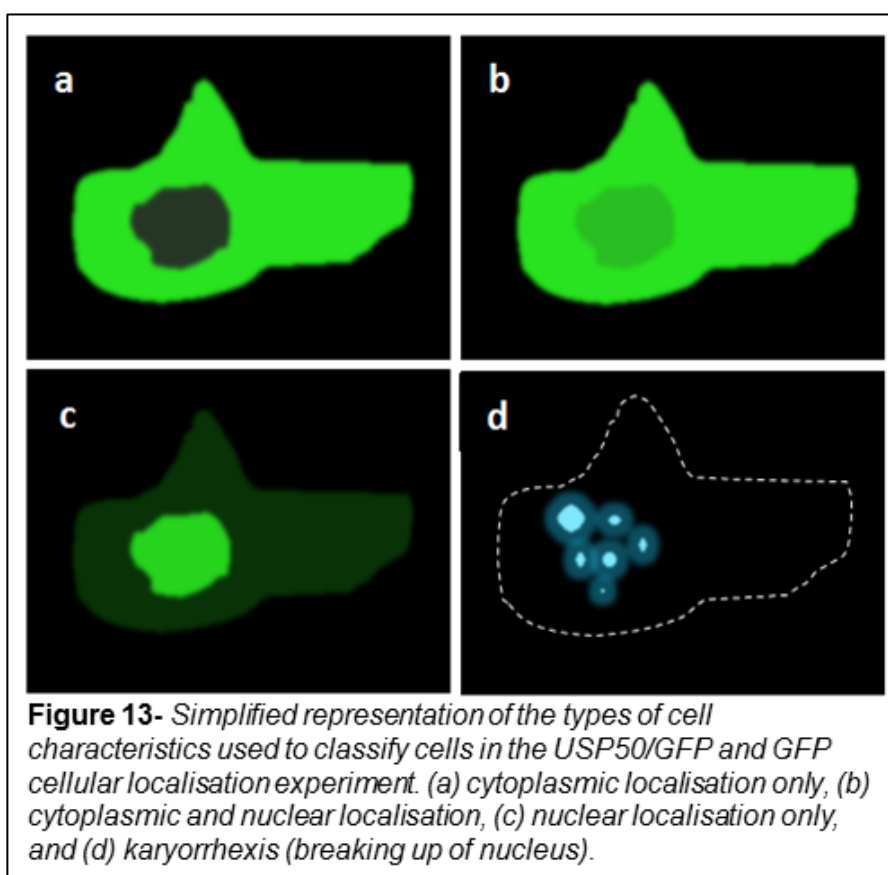 a
b
c
d
Figure 13- Simplified representation of the types of cell
characteristics used to classify cells in the USP50/GFP and GFP
cellular localisation experiment. (a) cytoplasmic localisation only, (b)
cytoplasmic and nuclear localisation, (c) nuclear localisation only,
and (d) karyorrhexis (breaking up of nucleus).